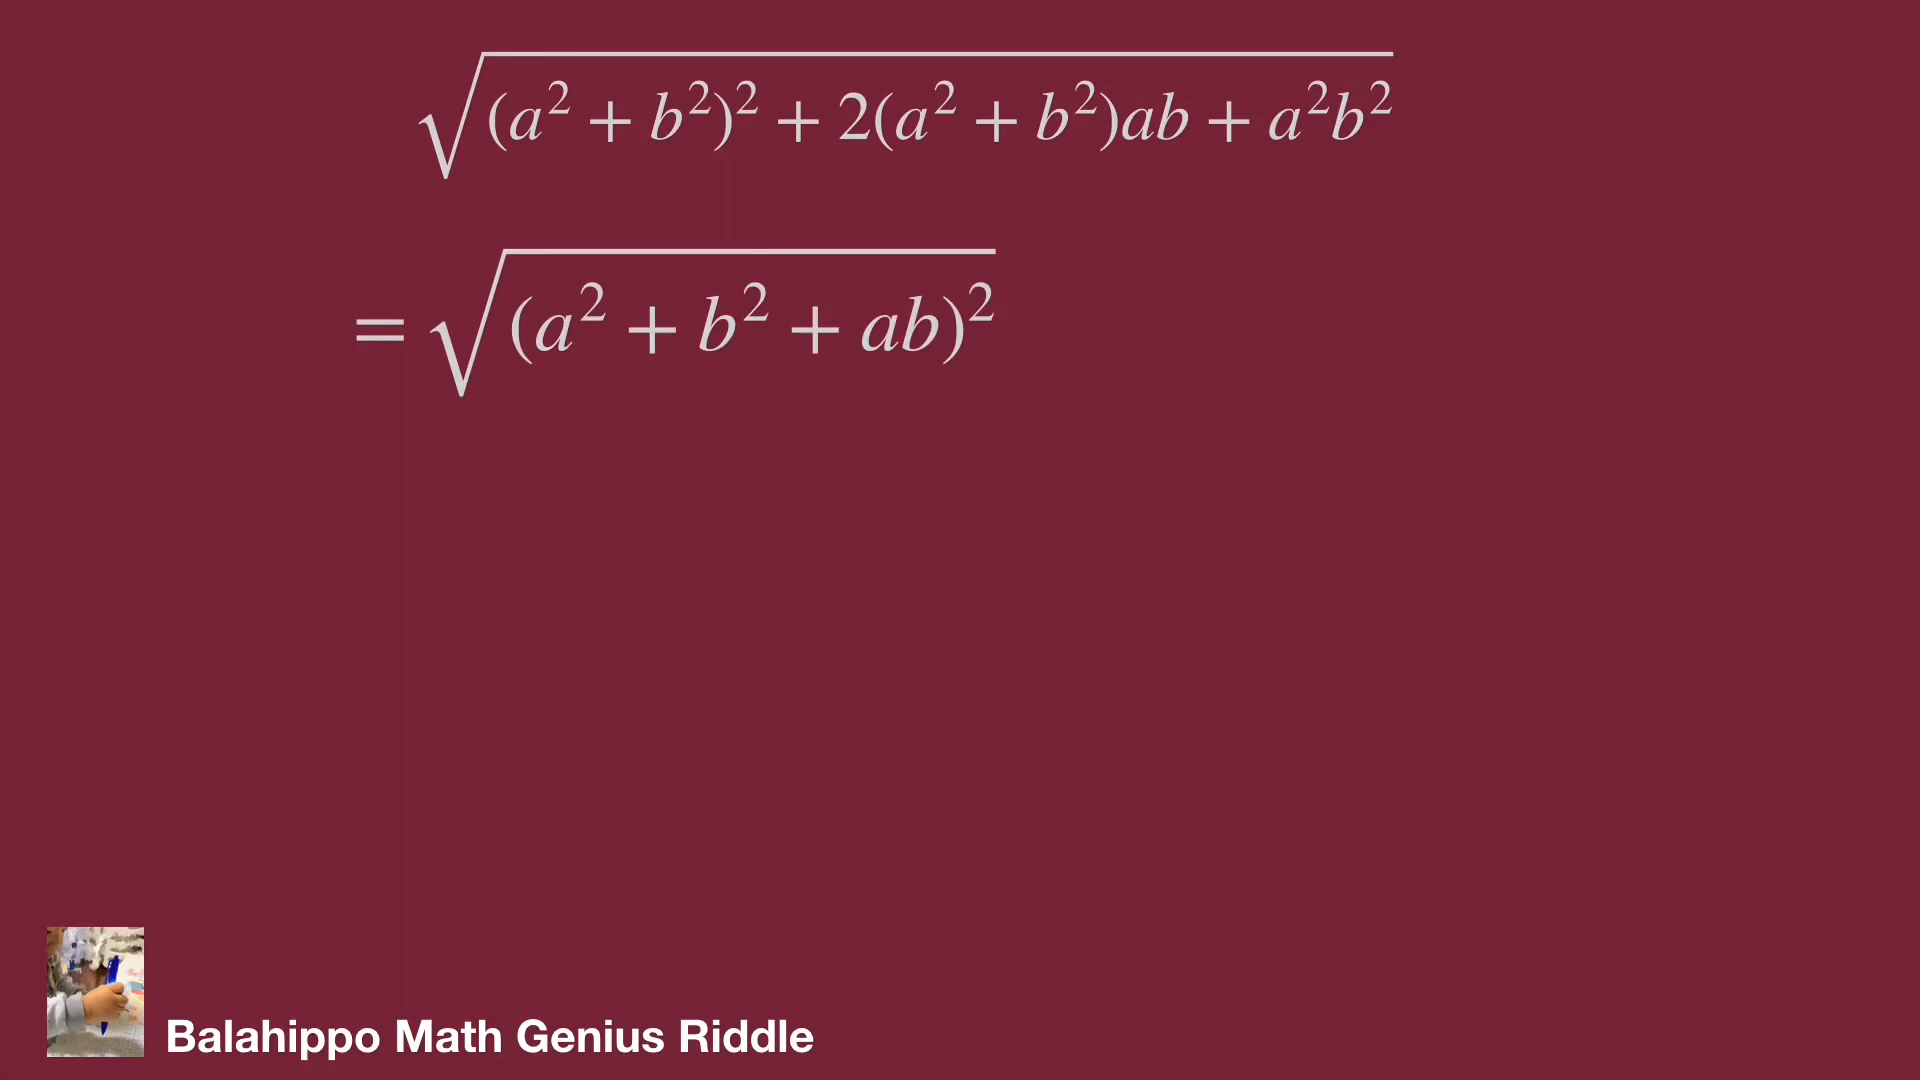 √(a² + b²)² + 2(a² + b²)ab + a²b²
= √(a² + b² + ab)²
Balahippo Math Genius Riddle